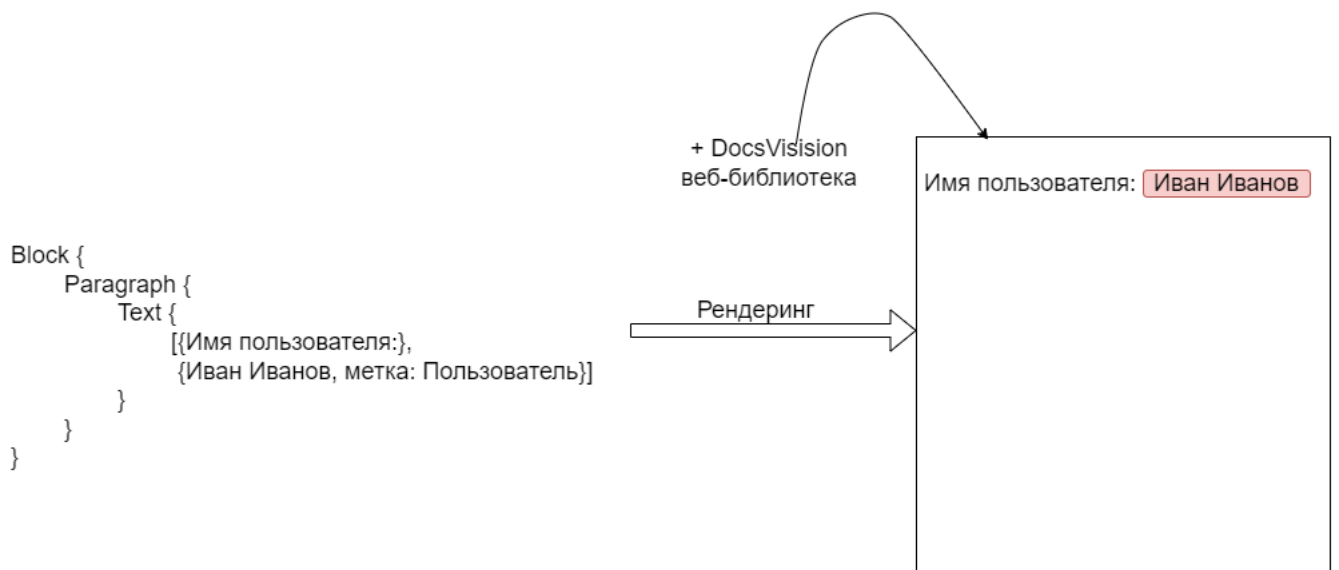 + DocsVisision
веб-библиотека
Имя пользователя: Иван Иванов
Block {
Paragraph {
Text {
[{Имя пользователя:},
{Иван Иванов, метка: Пользователь}]
}
}
}
Рендеринг